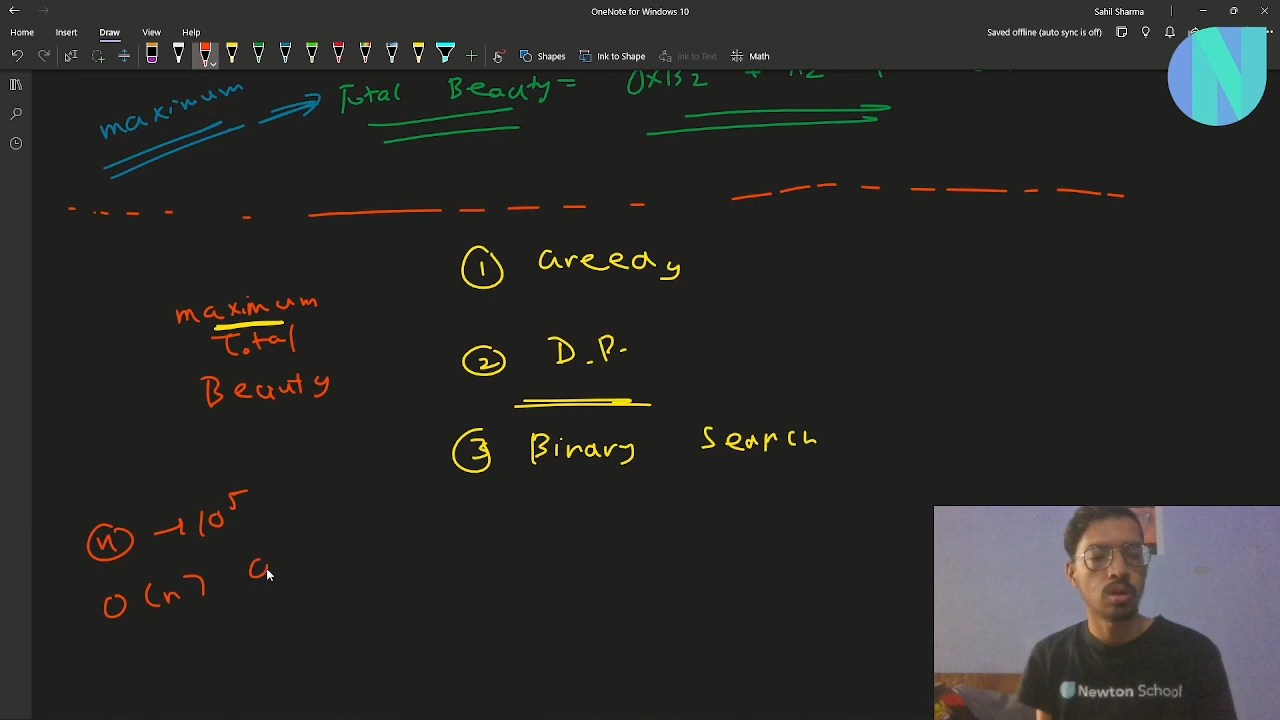 OneNote for Windows 10
Sahil Sharma
Home Insert Draw View Help
Saved offline (auto sync is off)
Shapes Ink to Shape Ink to Text Math
maximum
Total Beauty =
maximum
Total
Beauty
1 Greedy
2 D.P.
3 Binary Search
n → 10^5
O(n)
Newton School